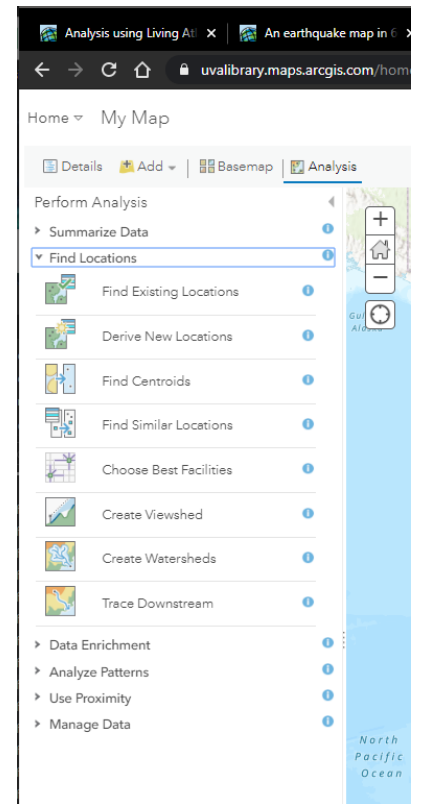 Analysis using Living Atl
An earthquake map in 6
uvalibrary.maps.arcgis.com/hom
Home My Map
Details Add Basemap Analysis
Perform Analysis
Summarize Data
Find Locations
Find Existing Locations
Derive New Locations
Find Centroids
Find Similar Locations
Choose Best Facilities
Create Viewshed
Create Watersheds
Trace Downstream
Data Enrichment
Analyze Patterns
Use Proximity
Manage Data
North
Pacific
Ocean